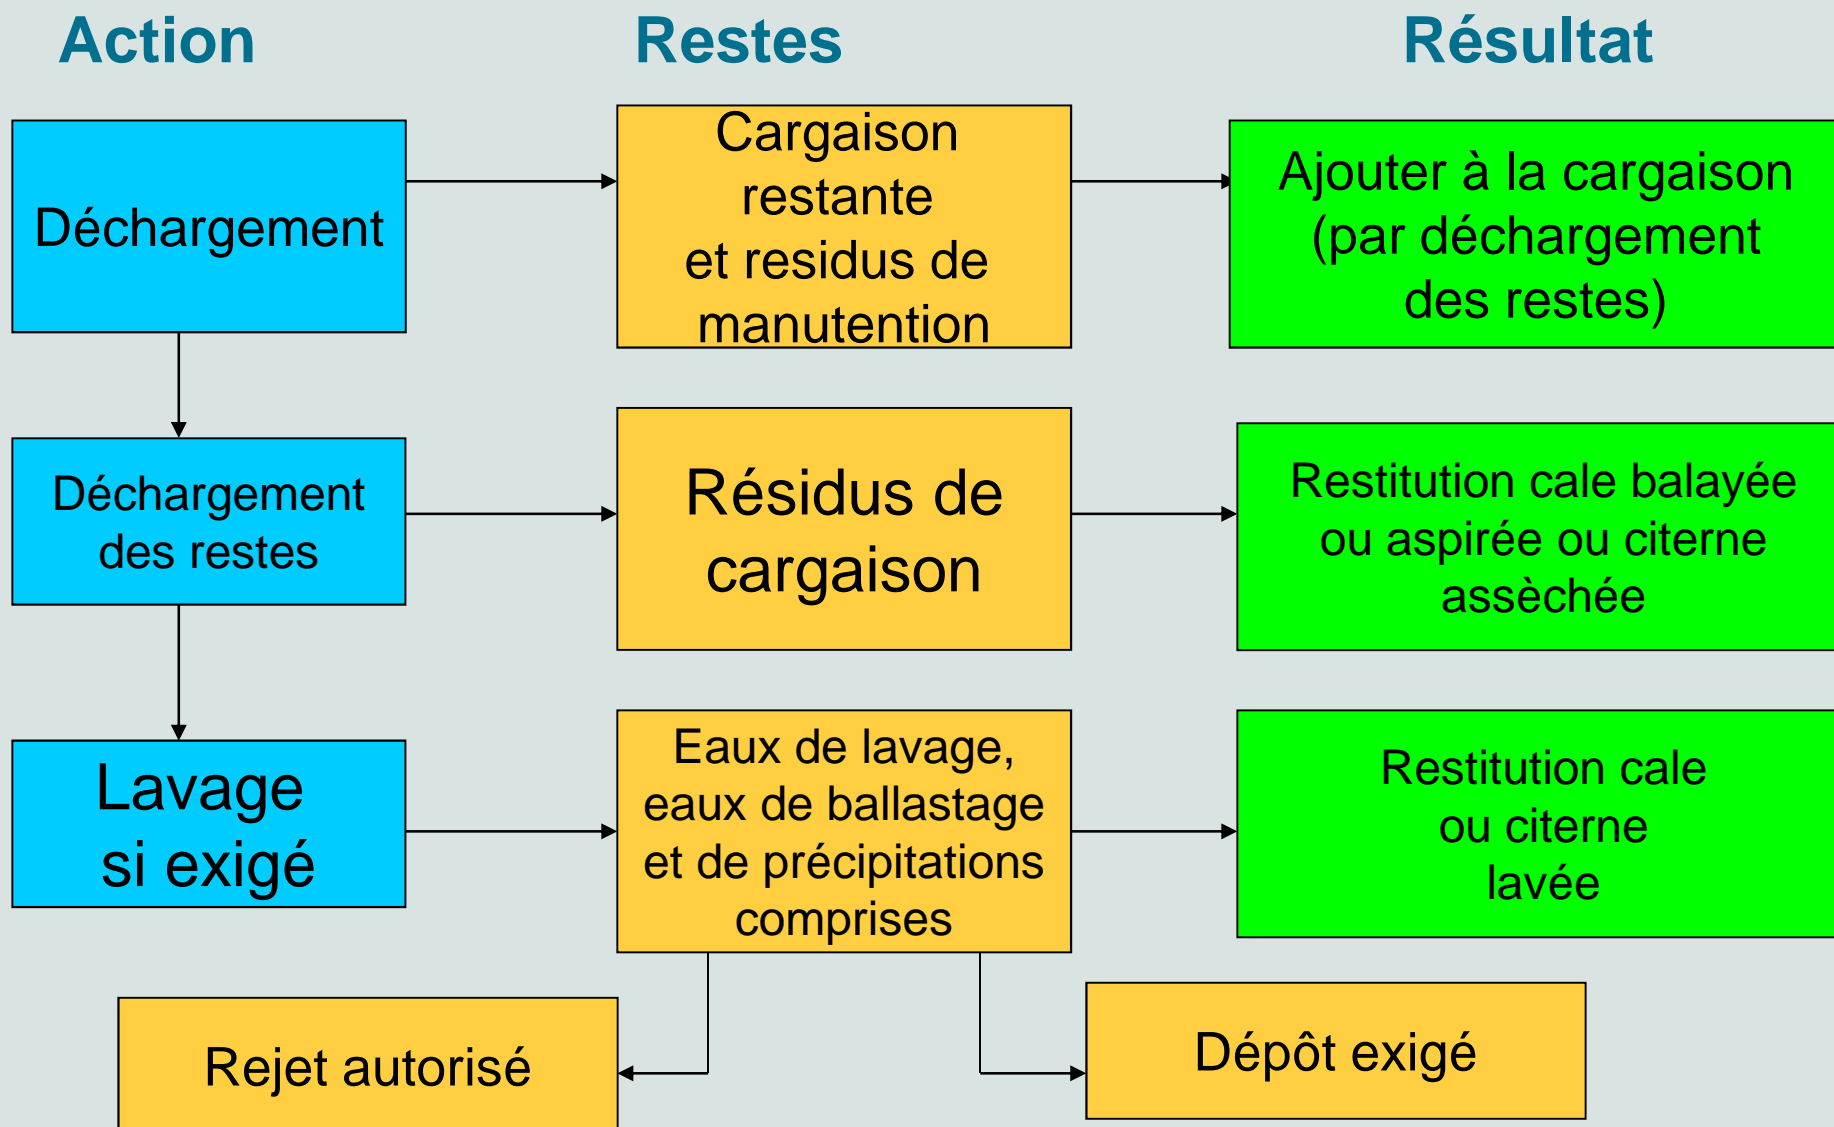 Action
Restes
Résultat
Déchargement
Cargaison
restante
et residus de
manutention
Ajouter à la cargaison
(par déchargement
des restes)
Déchargement
des restes
Résidus de
cargaison
Restitution cale balayée
ou aspirée ou citerne
assèchée
Lavage
si exigé
Eaux de lavage,
eaux de ballastage
et de précipitations
comprises
Restitution cale
ou citerne
lavée
Rejet autorisé
Dépôt exigé